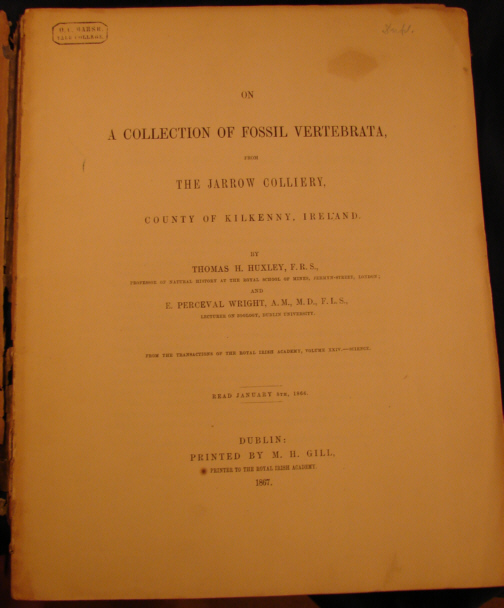 O. C. MARSH,
YALE COLLEGE.
ON
A COLLECTION OF FOSSIL VERTEBRATA,
FROM
THE JARROW COLLIERY,
COUNTY OF KILKENNY, IRELAND.
BY
THOMAS H. HUXLEY, F.R.S.,
PROFESSOR OF NATURAL HISTORY AT THE ROYAL SCHOOL OF MINES, JERMYN-STREET, LONDON;
AND
E. PERCEVAL WRIGHT, A.M., M.D., F.L.S.,
LECTURER ON ZOOLOGY, DUBLIN UNIVERSITY.
FROM THE TRANSACTIONS OF THE ROYAL IRISH ACADEMY, VOLUME XXIV.—SCIENCE.
READ JANUARY 8TH, 1866.
DUBLIN:
PRINTED BY M. H. GILL,
PRINTER TO THE ROYAL IRISH ACADEMY.
1867.